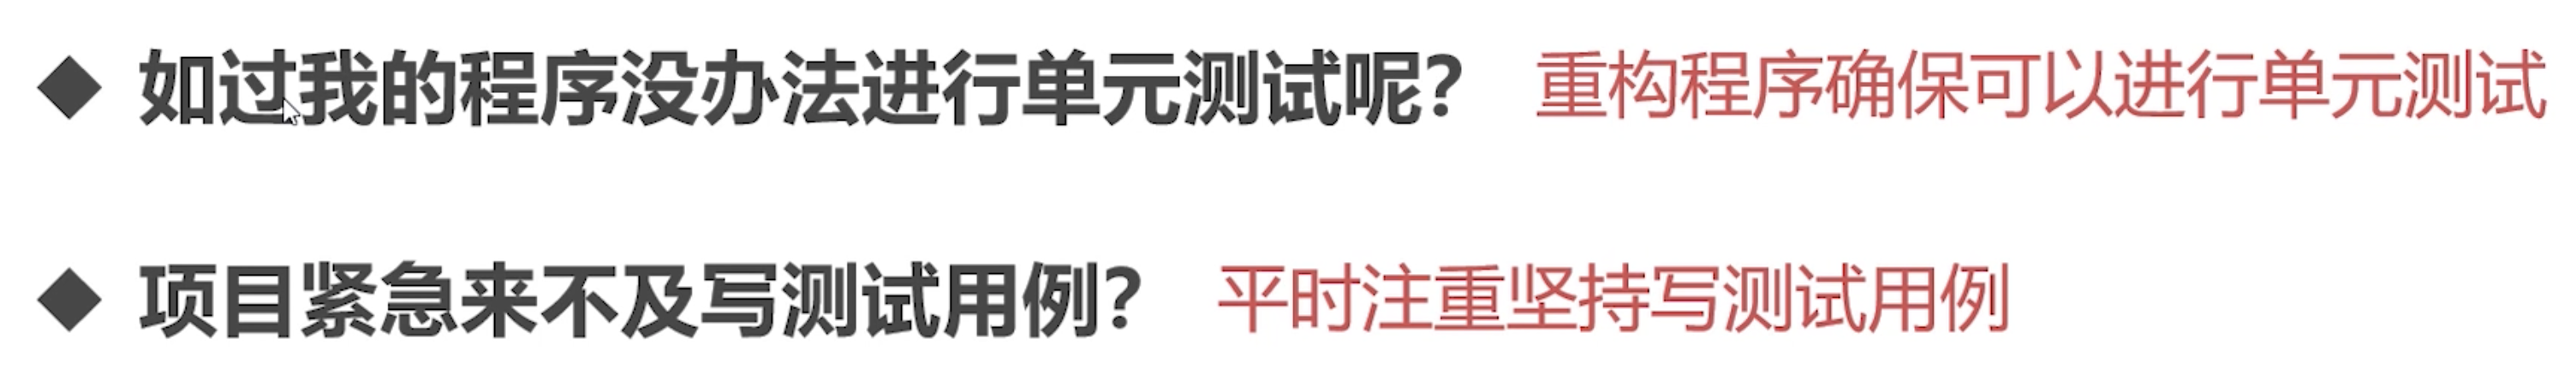 ◆ 如过我的程序没办法进行单元测试呢？ 重构程序确保可以进行单元测试
◆ 项目紧急来不及写测试用例？ 平时注重坚持写测试用例